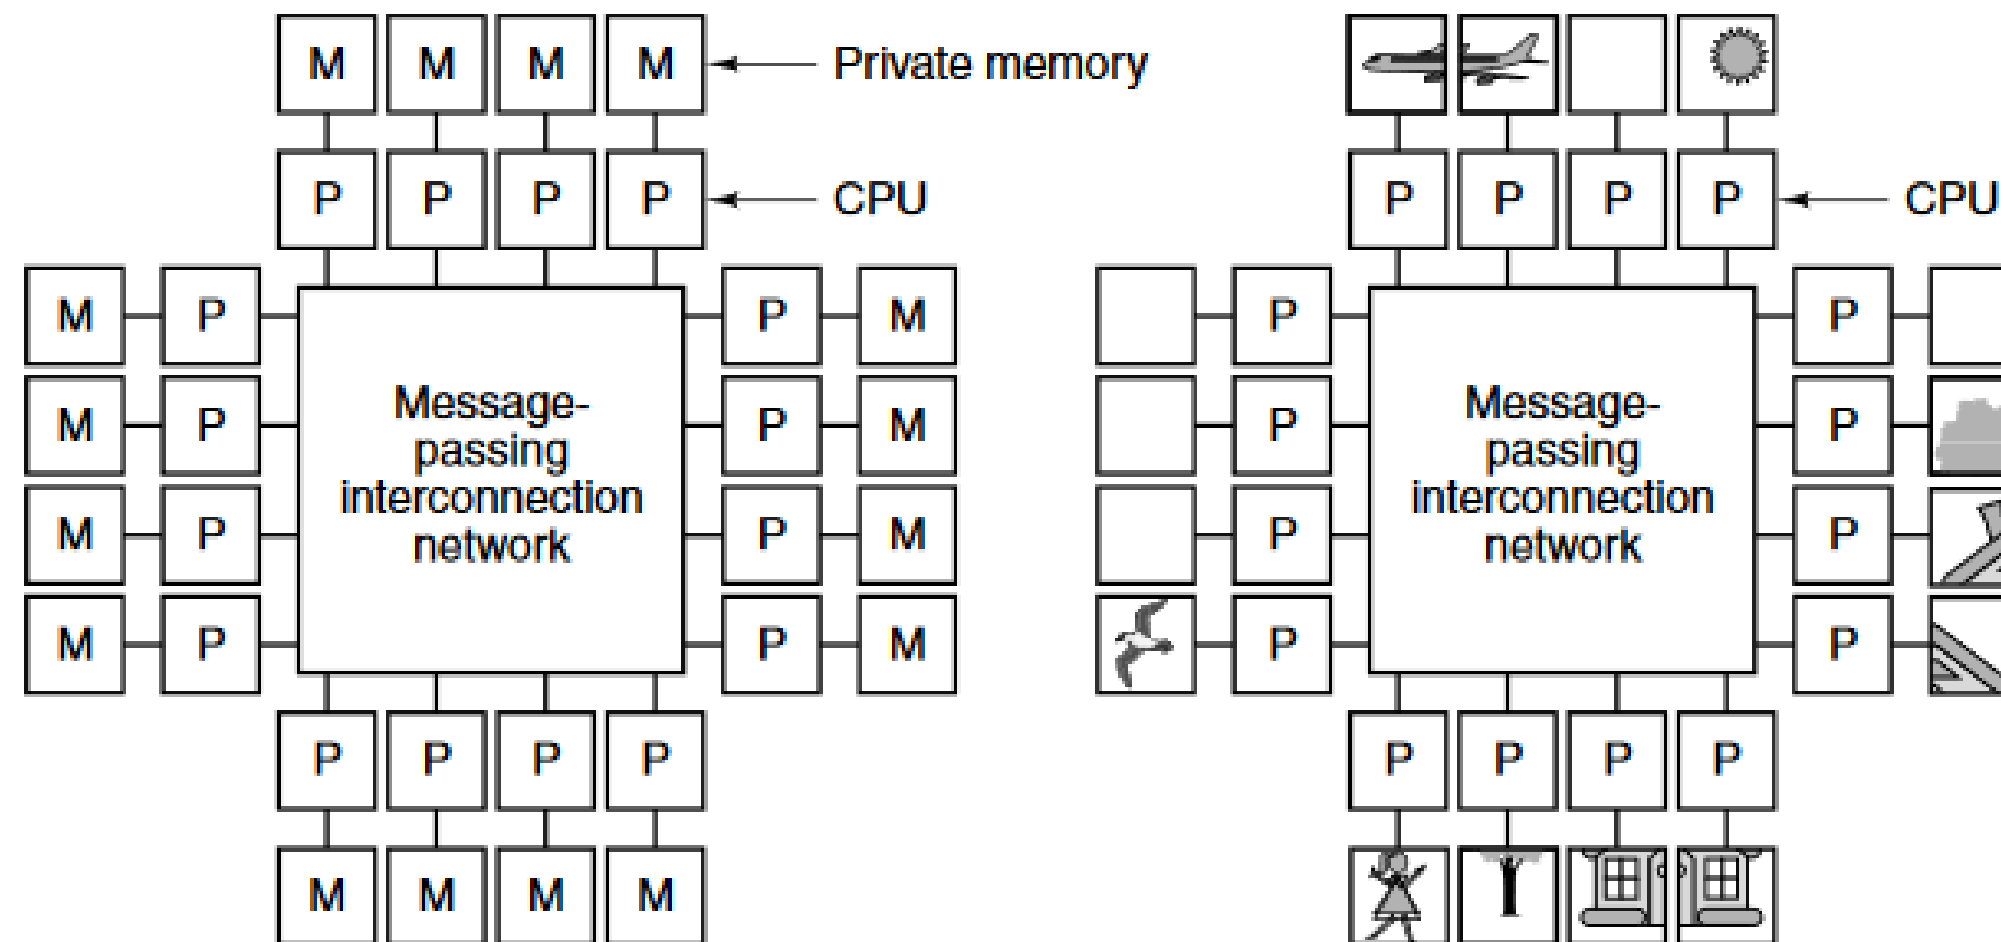 M M M M Private memory
P P P P CPU
P P P P CPU
M P P M
P P
M P P M
P P
M P P M
P P
M P P M
P P
Message-
passing
interconnection
network
Message-
passing
interconnection
network
P P P P
P P P P
M M M M